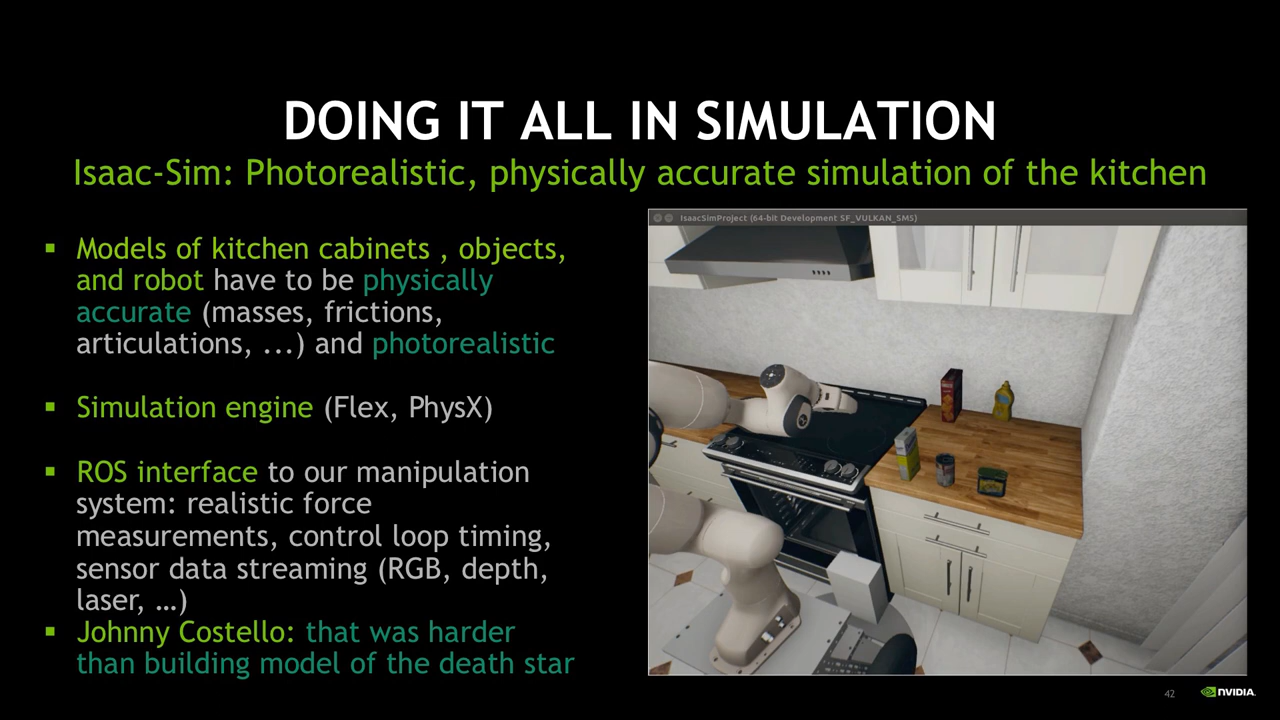 DOING IT ALL IN SIMULATION
Isaac-Sim: Photorealistic, physically accurate simulation of the kitchen
▪ Models of kitchen cabinets , objects,
and robot have to be physically
accurate (masses, frictions,
articulations, ...) and photorealistic
▪ Simulation engine (Flex, PhysX)
▪ ROS interface to our manipulation
system: realistic force
measurements, control loop timing,
sensor data streaming (RGB, depth,
laser, …)
▪ Johnny Costello: that was harder
than building model of the death star
IsaacSimProject (64-bit Development SF_VULKAN_SM5)
42
NVIDIA.